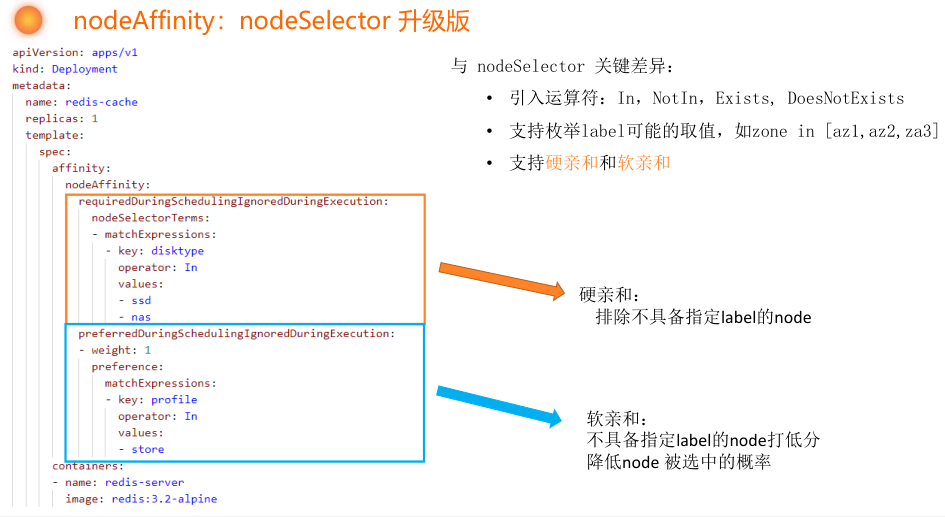 nodeAffinity：nodeSelector 升级版
apiVersion: apps/v1
kind: Deployment
metadata:
name: redis-cache
replicas: 1
template:
spec:
affinity:
nodeAffinity:
requiredDuringSchedulingIgnoredDuringExecution:
nodeSelectorTerms:
- matchExpressions:
- key: disktype
operator: In
values:
- ssd
- nas
preferredDuringSchedulingIgnoredDuringExecution:
- weight: 1
preference:
matchExpressions:
- key: profile
operator: In
values:
- store
containers:
- name: redis-server
image: redis:3.2-alpine
与 nodeSelector 关键差异：
• 引入运算符：In，NotIn，Exists, DoesNotExists
• 支持枚举label可能的取值，如zone in [az1,az2,za3]
• 支持硬亲和和软亲和
硬亲和：
排除不具备指定label的node
软亲和：
不具备指定label的node打低分
降低node 被选中的概率